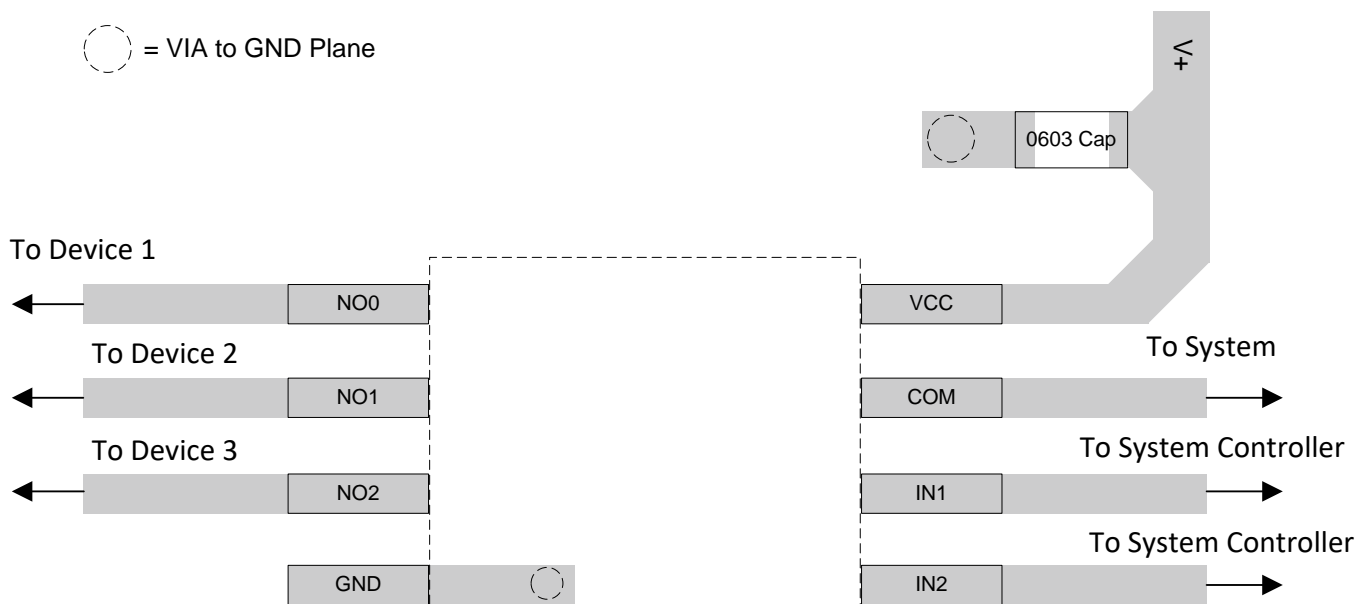 = VIA to GND Plane
V+
0603 Cap
To Device 1
NO0
VCC
To Device 2
To System
NO1
COM
To Device 3
To System Controller
NO2
IN1
To System Controller
GND
IN2